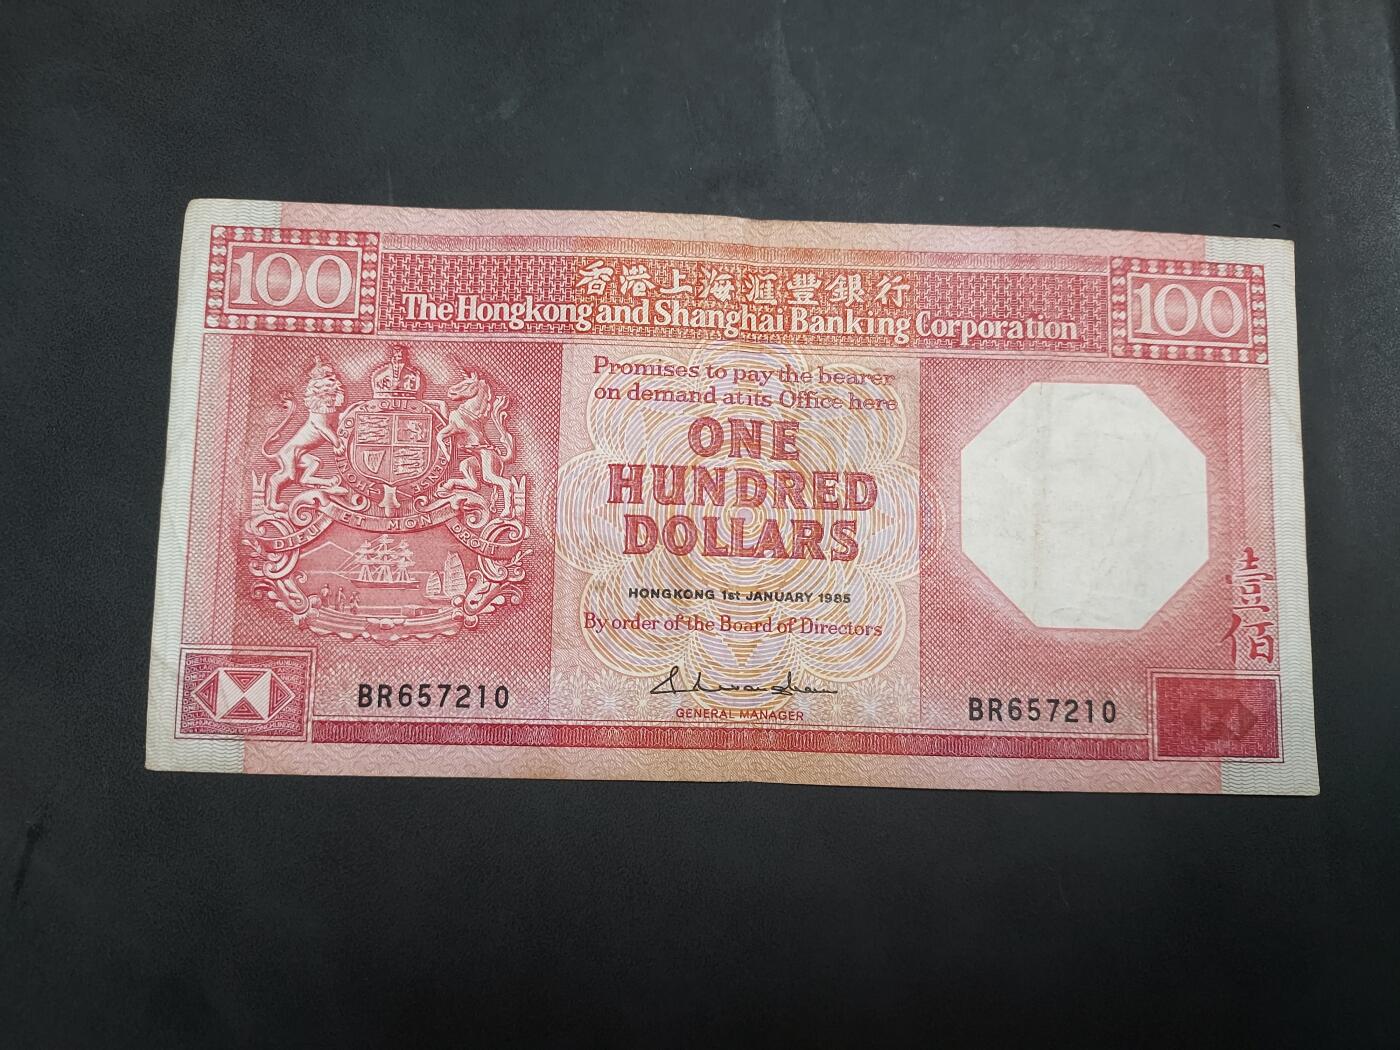 100
香港上海滙豐銀行
100
The Hongkong and Shanghai Banking Corporation
Promises to pay the bearer
on demand at its Office here
ONE
HUNDRED
DOLLARS
HONGKONG 1st JANUARY 1985
By order of the Board of Directors
GENERAL MANAGER
DIEU ET MON DROIT
壹佰
BR657210
BR657210